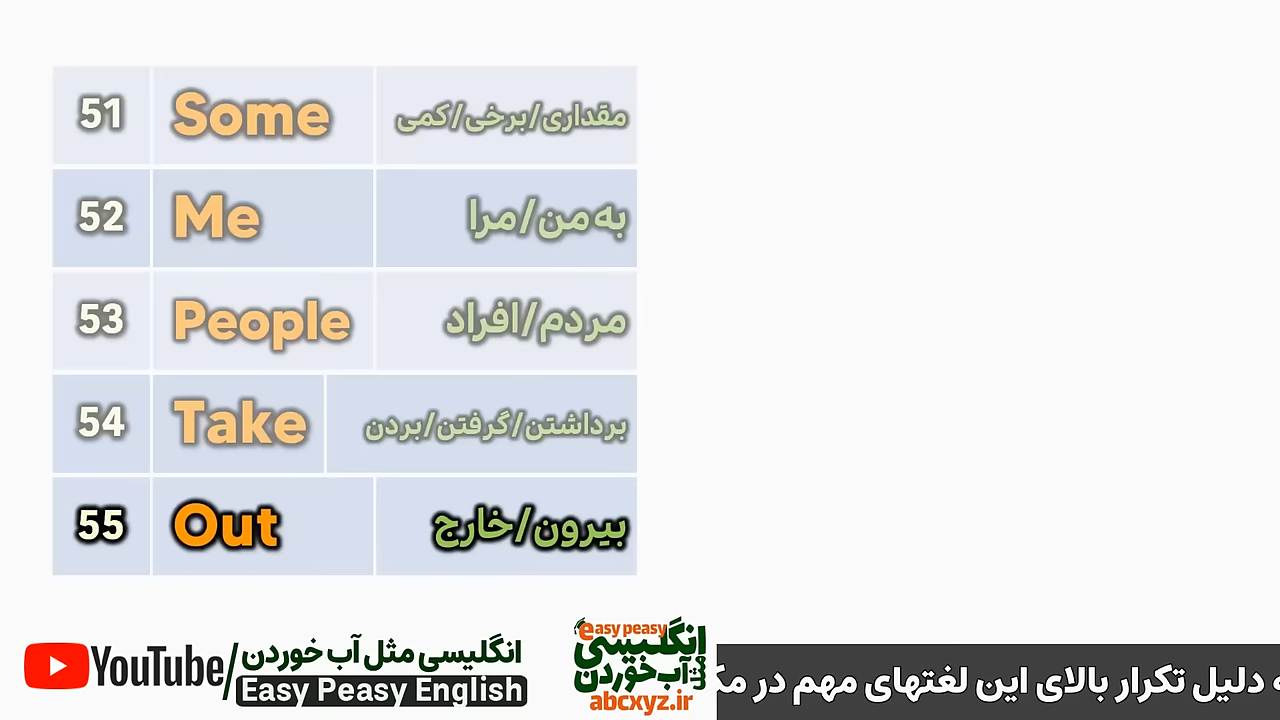 51 Some مقداری/برخی/کمی
52 Me به من/مرا
53 People مردم/افراد
54 Take برداشتن/گرفتن/بردن
55 Out بیرون/خارج
YouTube/انگلیسی مثل آب خوردن
Easy Peasy English
easy peasy
انگلیسی
مثل آب خوردن
abcxyz.ir
دلیل تکرار بالای این لغتهای مهم در